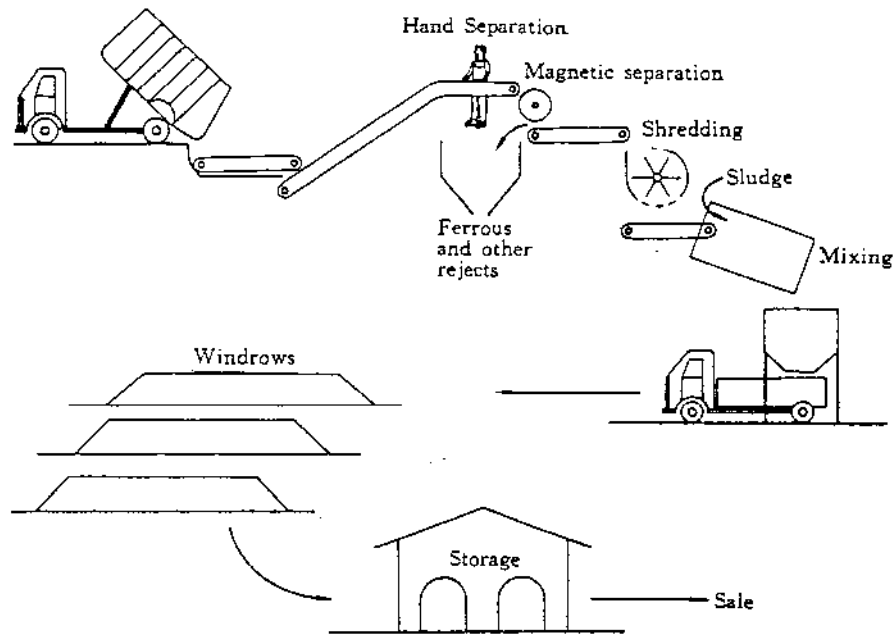 Hand Separation
Magnetic separation
Shredding
Sludge
Ferrous
and other
rejects
Mixing
Windrows
Storage
Sale